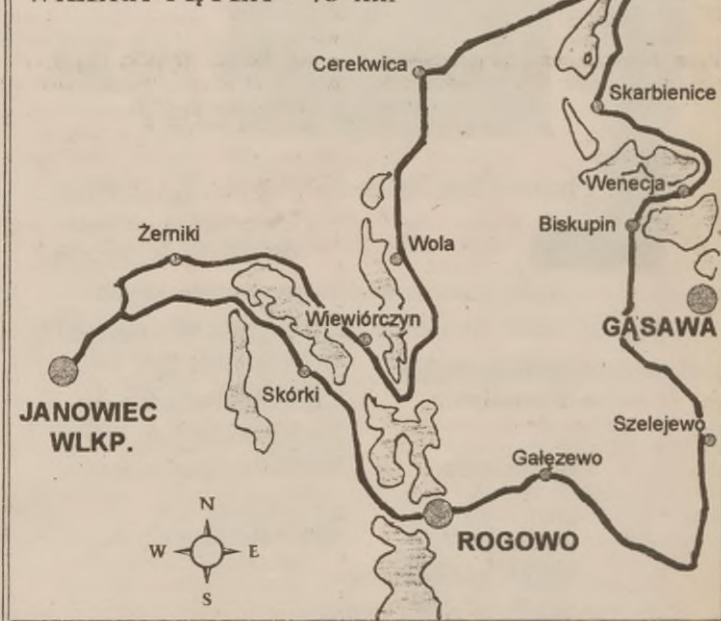 Cerekwica
Skarbienice
Wenecja
Biskupin
Żerniki
Wola
GĄSAWA
Wiewiórczyn
Skórki
JANOWIEC
WLKP.
Szelejewo
Gałęzewo
ROGOWO
N
W E
S